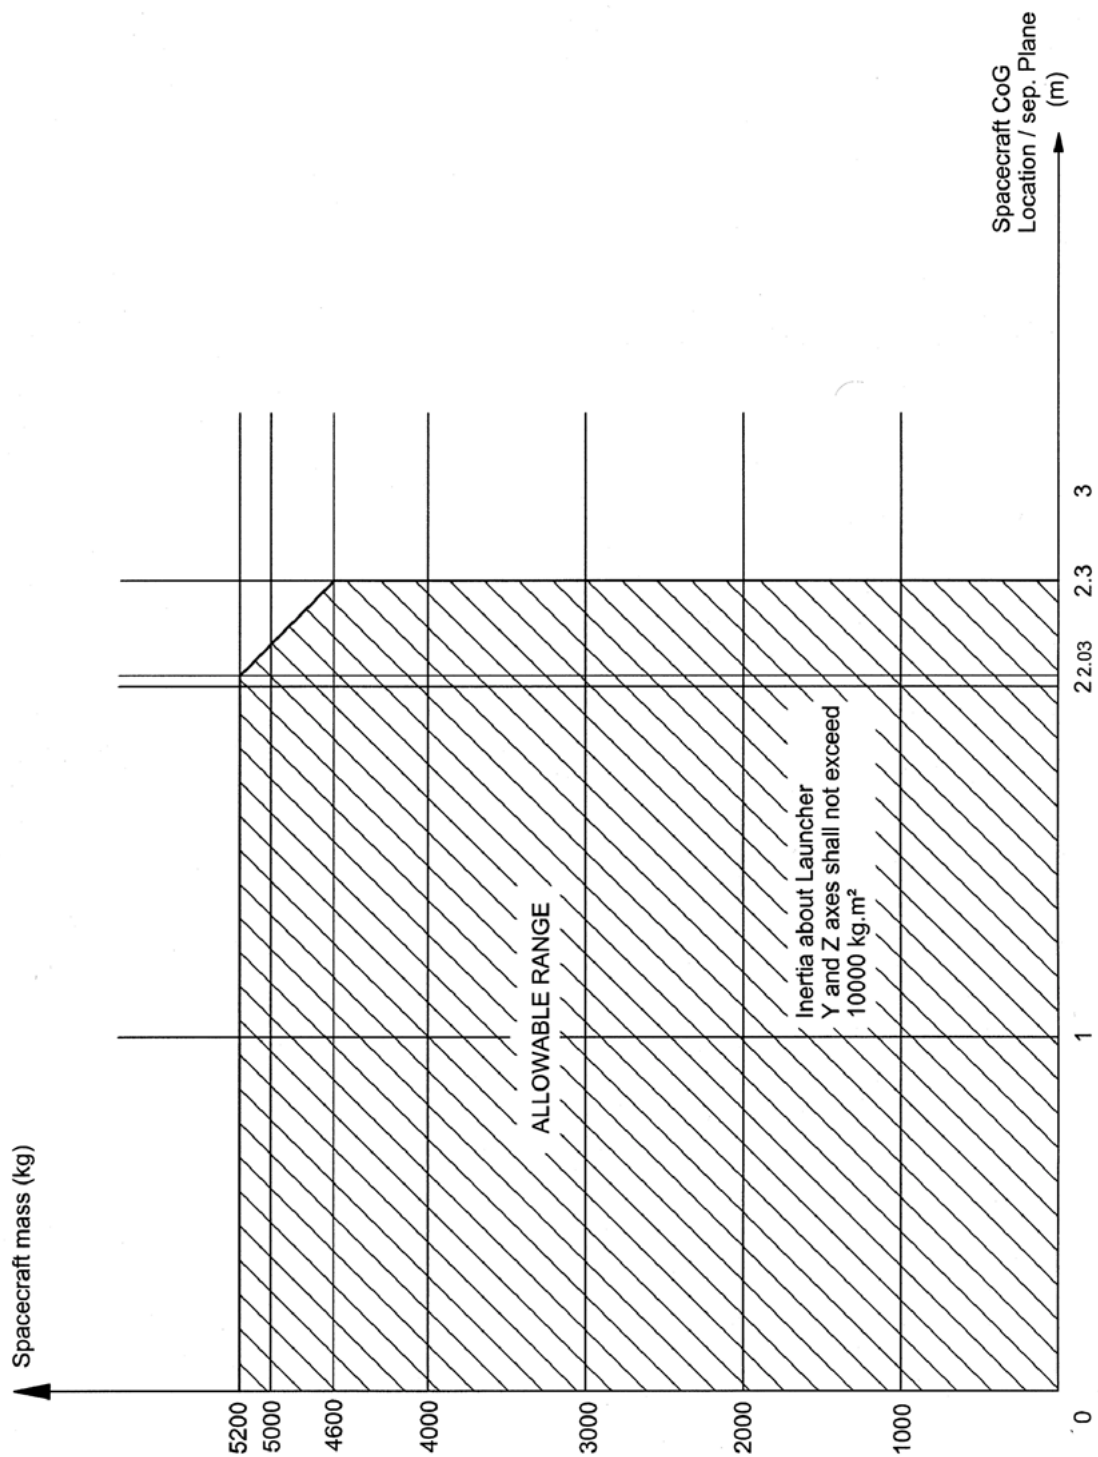 Spacecraft mass (kg)
5200
5000
4600
4000
3000
2000
1000
0
ALLOWABLE RANGE
Inertia about Launcher
Y and Z axes shall not exceed
10000 kg.m²
1
2
2.03
2.3
3
Spacecraft CoG
Location / sep. Plane
(m)